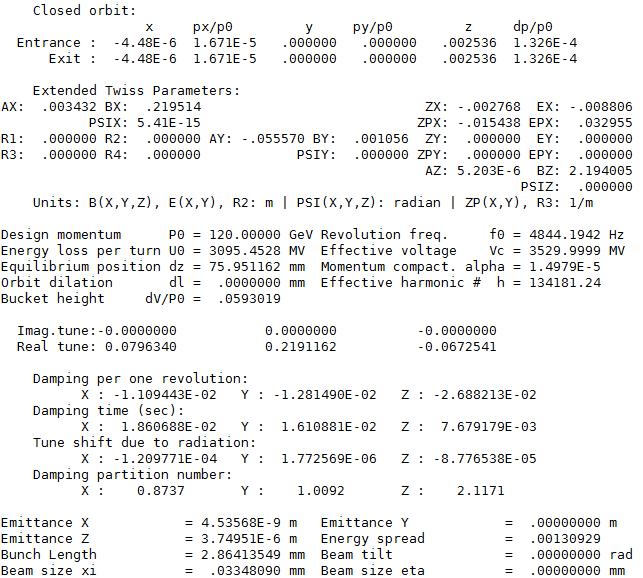 Closed orbit:
x px/p0 y py/p0 z dp/p0
Entrance : -4.48E-6 1.671E-5 .000000 .000000 .002536 1.326E-4
Exit : -4.48E-6 1.671E-5 .000000 .000000 .002536 1.326E-4
Extended Twiss Parameters:
AX: .003432 BX: .219514 ZX: -.002768 EX: -.008806
PSIX: 5.41E-15 ZPX: -.015438 EPX: .032955
R1: .000000 R2: .000000 AY: -.055570 BY: .001056 ZY: .000000 EY: .000000
R3: .000000 R4: .000000 PSIY: .000000 ZPY: .000000 EPY: .000000
AZ: 5.203E-6 BZ: 2.194005
PSIZ: .000000
Units: B(X,Y,Z), E(X,Y), R2: m | PSI(X,Y,Z): radian | ZP(X,Y), R3: 1/m
Design momentum P0 = 120.00000 GeV Revolution freq. f0 = 4844.1942 Hz
Energy loss per turn U0 = 3095.4528 MV Effective voltage Vc = 3529.9999 MV
Equilibrium position dz = 75.951162 mm Momentum compact. alpha = 1.4979E-5
Orbit dilation dl = .0000000 mm Effective harmonic # h = 134181.24
Bucket height dV/P0 = .0593019
Imag.tune:-0.0000000 0.0000000 -0.0000000
Real tune: 0.0796340 0.2191162 -0.0672541
Damping per one revolution:
X : -1.109443E-02 Y : -1.281490E-02 Z : -2.688213E-02
Damping time (sec):
X : 1.860688E-02 Y : 1.610881E-02 Z : 7.679179E-03
Tune shift due to radiation:
X : -1.209771E-04 Y : 1.772569E-06 Z : -8.776538E-05
Damping partition number:
X : 0.8737 Y : 1.0092 Z : 2.1171
Emittance X = 4.53568E-9 m Emittance Y = .00000000 m
Emittance Z = 3.74951E-6 m Energy spread = .00130929
Bunch Length = 2.86413549 mm Beam tilt = .00000000 rad
Beam size xi = .03348090 mm Beam size eta = .00000000 mm